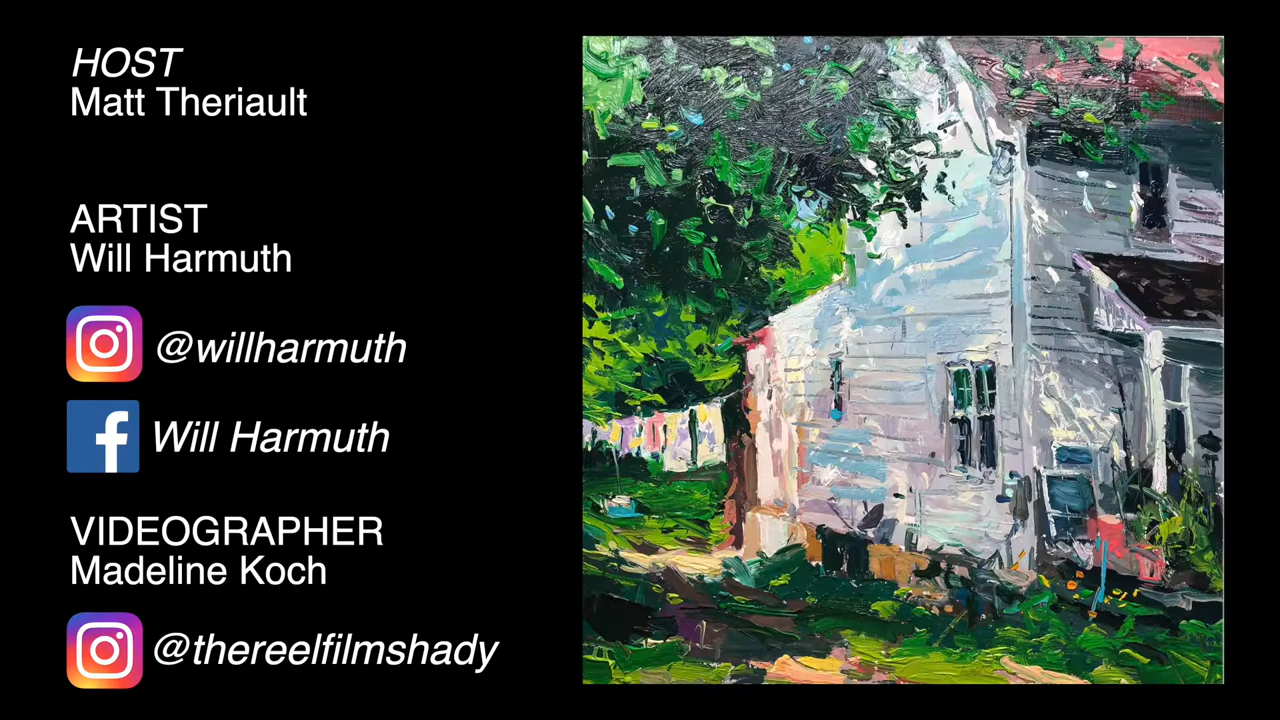 HOST
Matt Theriault
ARTIST
Will Harmuth
@willharmuth
Will Harmuth
VIDEOGRAPHER
Madeline Koch
@thereelfilmshady